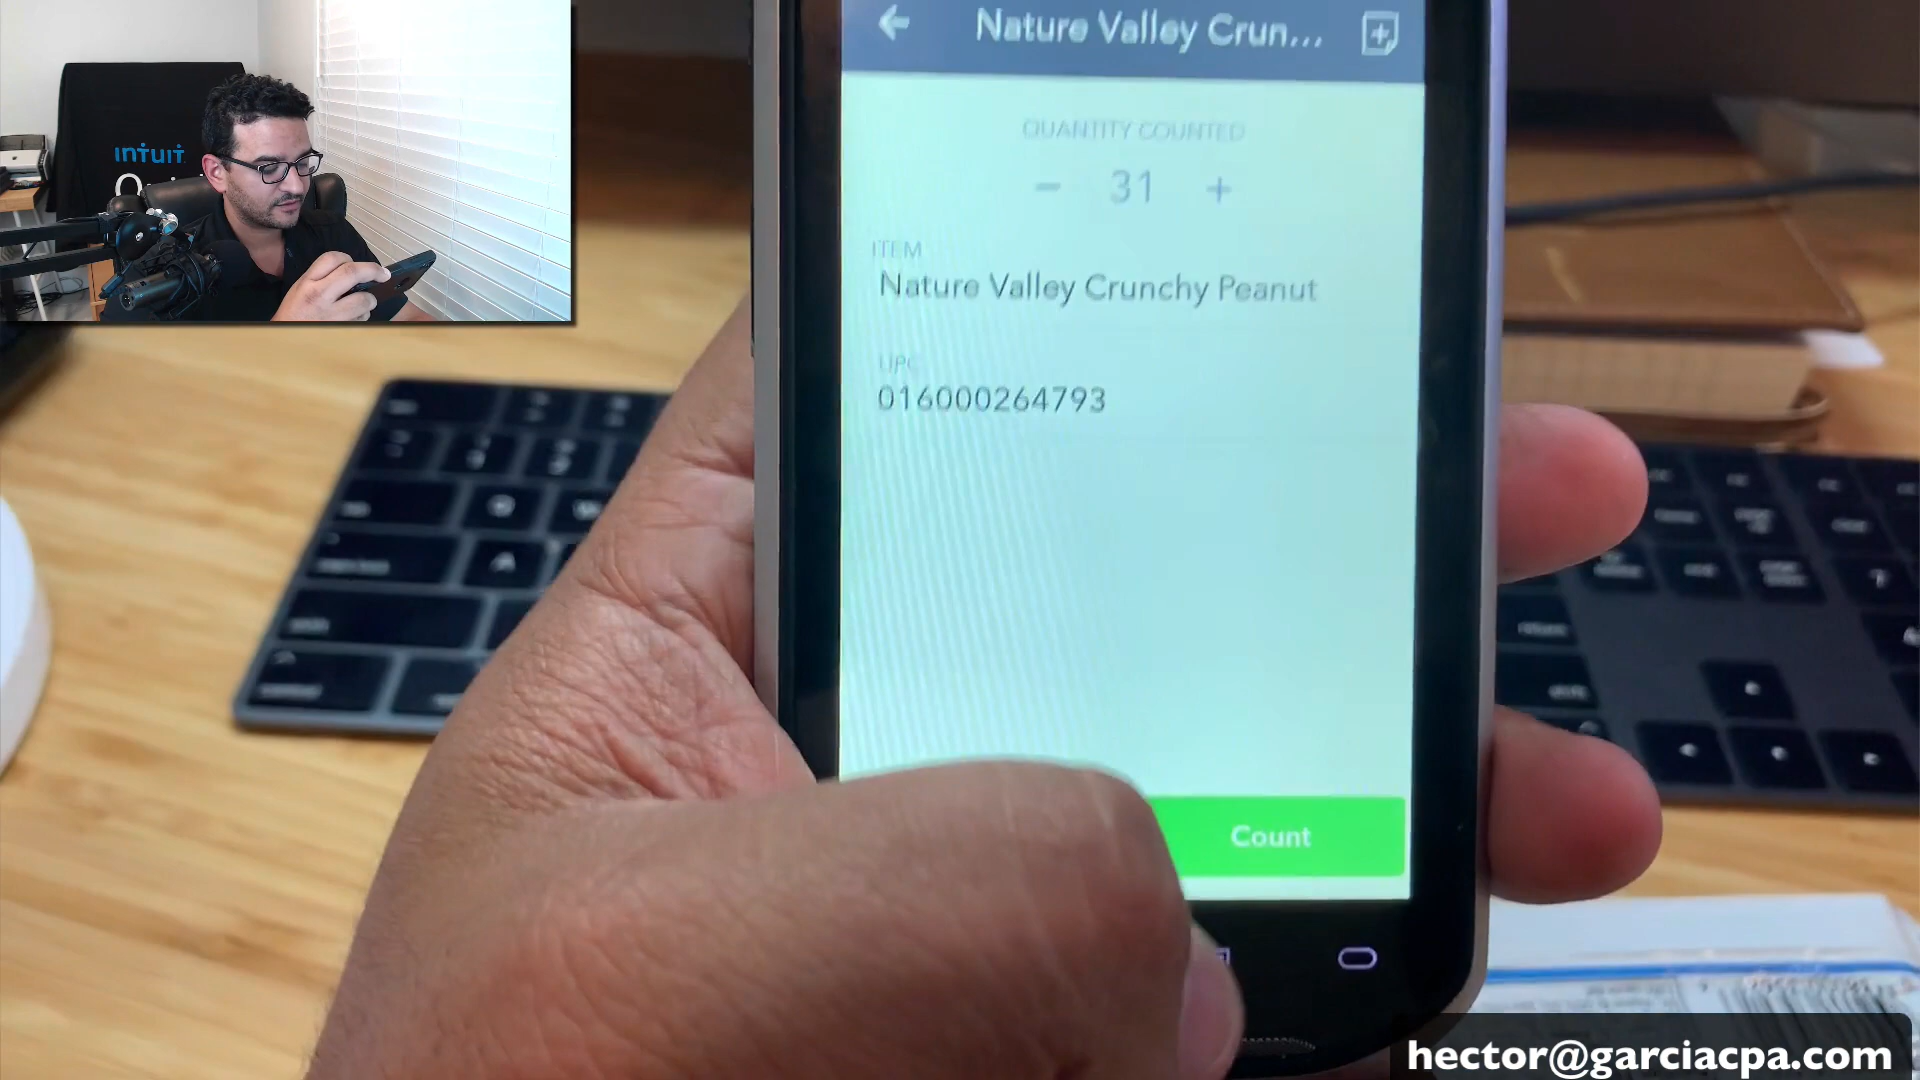 Nature Valley Crun...
QUANTITY COUNTED
− 31 +
ITEM
Nature Valley Crunchy Peanut
UPC
016000264793
Count
intuit
hector@garciacpa.com